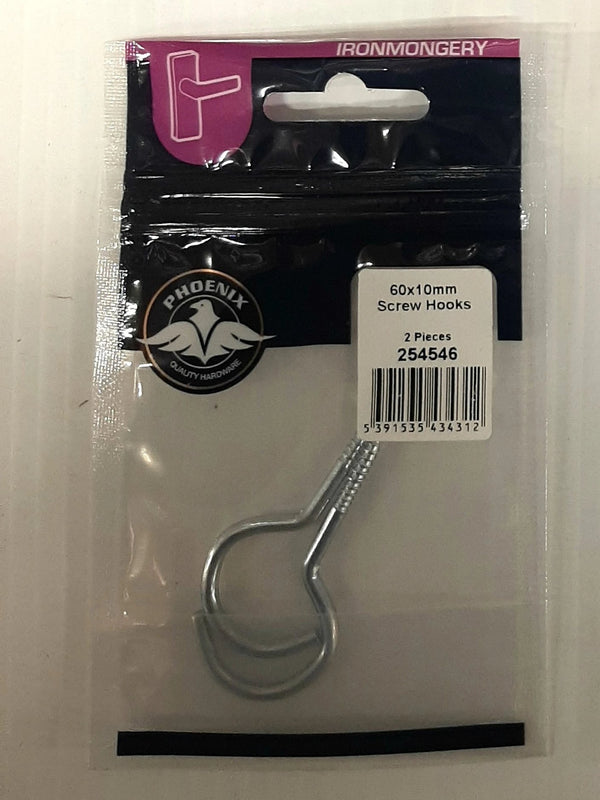 IRONMONGERY
PHOENIX
QUALITY HARDWARE
60x10mm
Screw Hooks
2 Pieces
254546
5 391535 434312